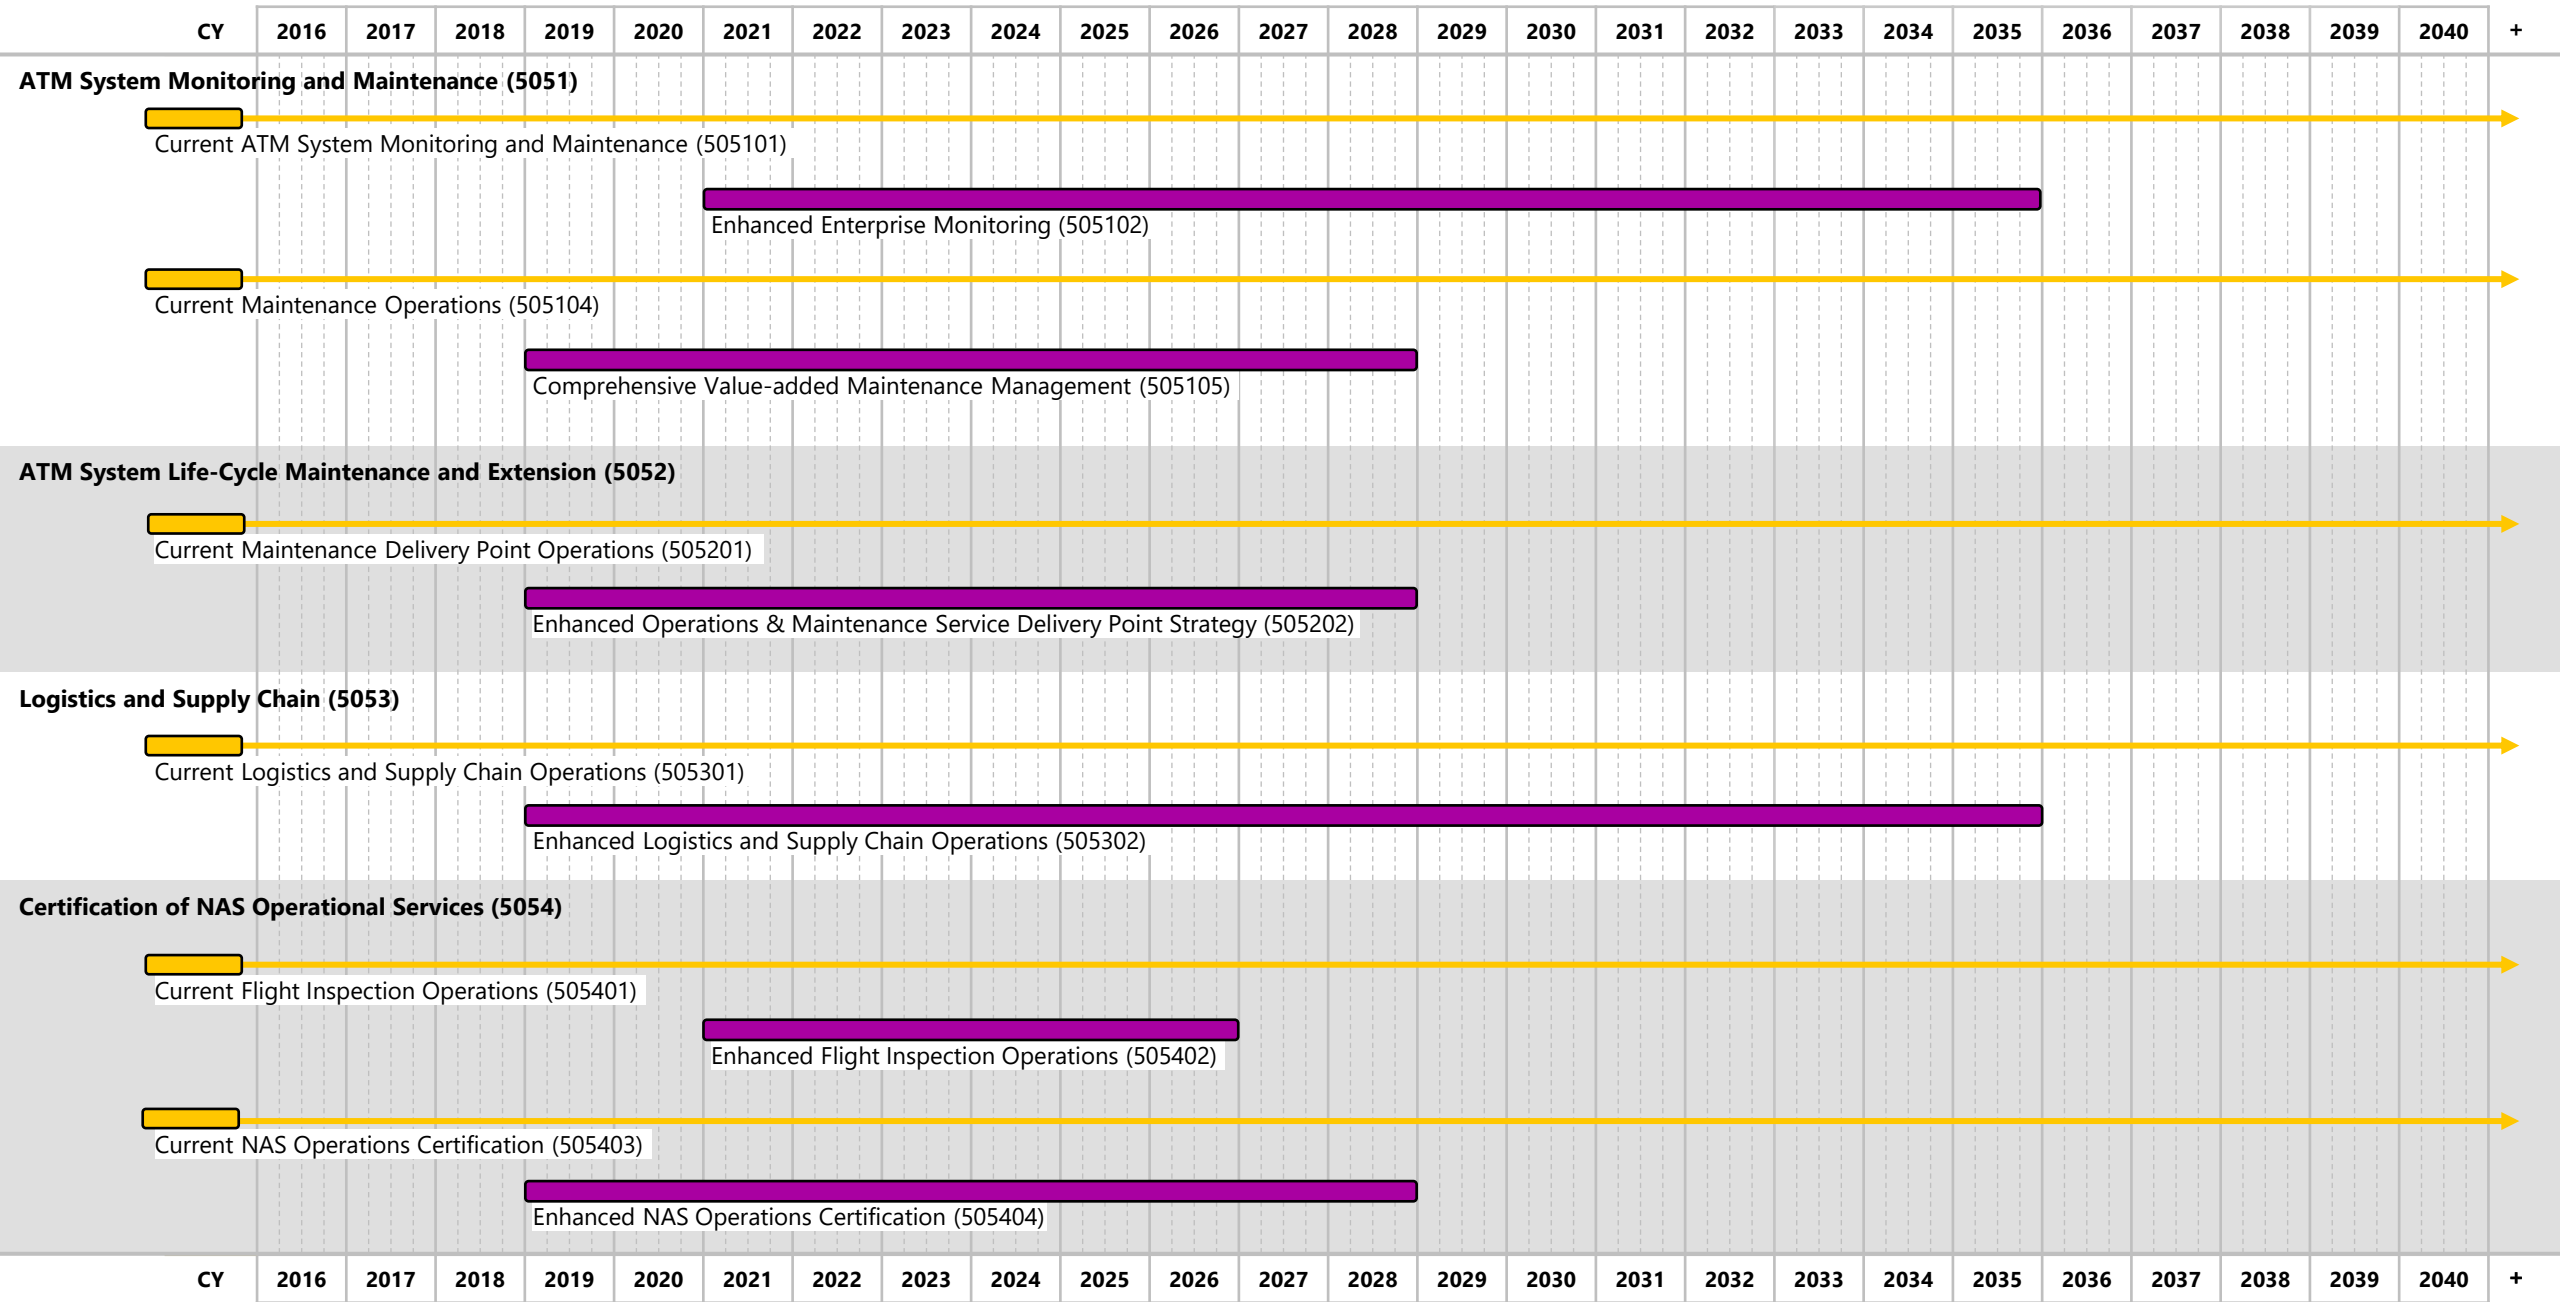 CY 2016 2017 2018 2019 2020 2021 2022 2023 2024 2025 2026 2027 2028 2029 2030 2031 2032 2033 2034 2035 2036 2037 2038 2039 2040 +
ATM System Monitoring and Maintenance (5051)
Current ATM System Monitoring and Maintenance (505101)
Enhanced Enterprise Monitoring (505102)
Current Maintenance Operations (505104)
Comprehensive Value-added Maintenance Management (505105)
ATM System Life-Cycle Maintenance and Extension (5052)
Current Maintenance Delivery Point Operations (505201)
Enhanced Operations & Maintenance Service Delivery Point Strategy (505202)
Logistics and Supply Chain (5053)
Current Logistics and Supply Chain Operations (505301)
Enhanced Logistics and Supply Chain Operations (505302)
Certification of NAS Operational Services (5054)
Current Flight Inspection Operations (505401)
Enhanced Flight Inspection Operations (505402)
Current NAS Operations Certification (505403)
Enhanced NAS Operations Certification (505404)
CY 2016 2017 2018 2019 2020 2021 2022 2023 2024 2025 2026 2027 2028 2029 2030 2031 2032 2033 2034 2035 2036 2037 2038 2039 2040 +